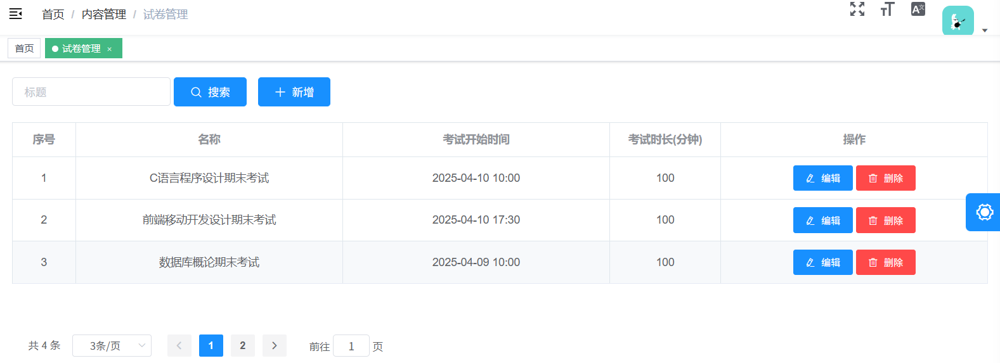 首页 / 内容管理 / 试卷管理
首页 试卷管理 ×
标题 搜索 新增
序号 名称 考试开始时间 考试时长(分钟) 操作
1 C语言程序设计期末考试 2025-04-10 10:00 100 编辑 删除
2 前端移动开发设计期末考试 2025-04-10 17:30 100 编辑 删除
3 数据库概论期末考试 2025-04-09 10:00 100 编辑 删除
共 4 条 3条/页 1 2 前往 1 页